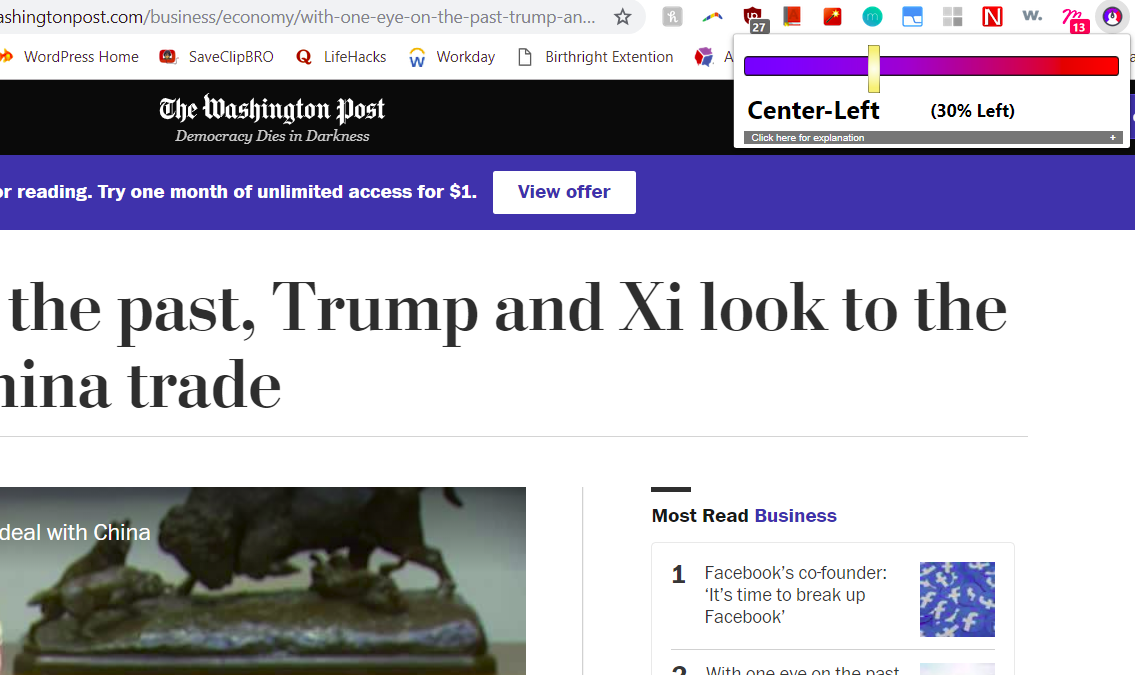 ashingtonpost.com/business/economy/with-one-eye-on-the-past-trump-an...
27
N
w.
13
WordPress Home
SaveClipBRO
LifeHacks
Workday
Birthright Extention
Center-Left (30% Left)
Click here for explanation +
The Washington Post
Democracy Dies in Darkness
or reading. Try one month of unlimited access for $1. View offer
the past, Trump and Xi look to the
hina trade
deal with China
Most Read Business
1 Facebook's co-founder:
‘It's time to break up
Facebook’
2 With one eye on the past